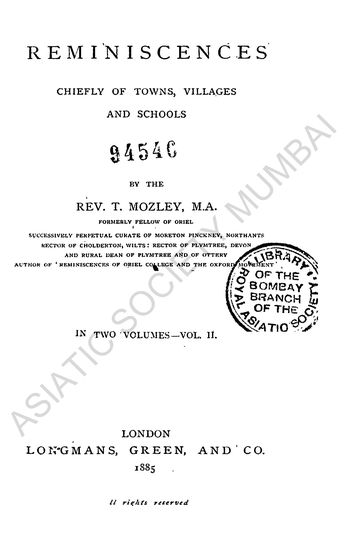 REMINISCENCES
CHIEFLY OF TOWNS, VILLAGES
AND SCHOOLS
94546
BY THE
REV. T. MOZLEY, M.A.
FORMERLY FELLOW OF ORIEL
SUCCESSIVELY PERPETUAL CURATE OF MORETON PINCKNEY, NORTHANTS
RECTOR OF CHOLDERTON, WILTS: RECTOR OF PLYMTREE, DEVON
AND RURAL DEAN OF PLYMTREE AND OF OTTERY
AUTHOR OF 'REMINISCENCES OF ORIEL COLLEGE AND THE OXFORD MOVEMENT'
LIBRARY
OF THE
BOMBAY
BRANCH
OF THE
ROYAL ASIATIC SOCIETY
IN TWO VOLUMES—VOL. II.
LONDON
LONGMANS, GREEN, AND CO.
1885
ll rights reserved
ASIATIC SOCIETY MUMBAI